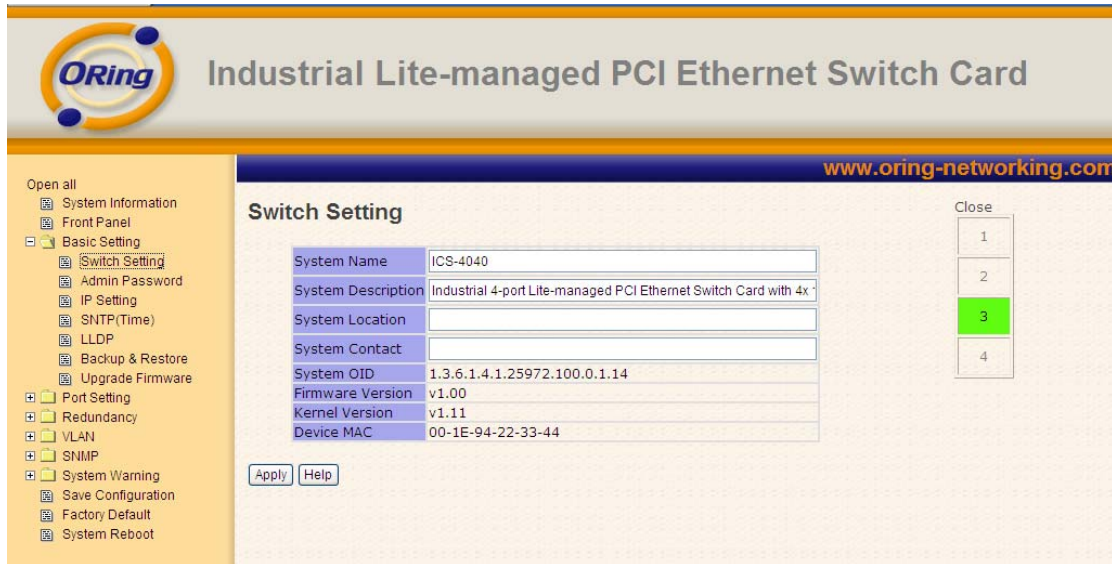 ORing
Industrial Lite-managed PCI Ethernet Switch Card
www.oring-networking.com
Open all
System Information
Front Panel
Basic Setting
Switch Setting
Admin Password
IP Setting
SNTP(Time)
LLDP
Backup & Restore
Upgrade Firmware
Port Setting
Redundancy
VLAN
SNMP
System Warning
Save Configuration
Factory Default
System Reboot
Switch Setting
System Name ICS-4040
System Description Industrial 4-port Lite-managed PCI Ethernet Switch Card with 4x
System Location
System Contact
System OID 1.3.6.1.4.1.25972.100.0.1.14
Firmware Version v1.00
Kernel Version v1.11
Device MAC 00-1E-94-22-33-44
Apply Help
Close
1
2
3
4